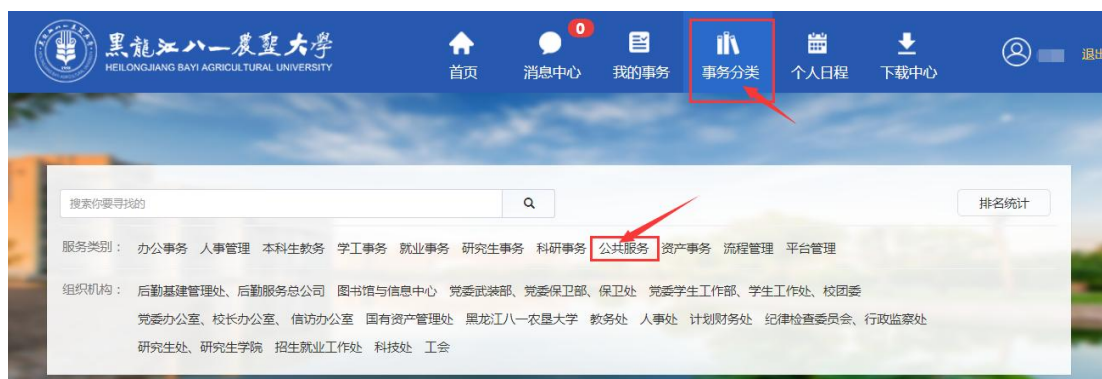 黑龍江八一農墾大學
HEILONGJIANG BAYI AGRICULTURAL UNIVERSITY
0
首页 消息中心 我的事务 事务分类 个人日程 下载中心 退出
搜索你要寻找的 排名统计
服务类别： 办公事务 人事管理 本科生教务 学工事务 就业事务 研究生事务 科研事务 公共服务 资产事务 流程管理 平台管理
组织机构： 后勤基建管理处、后勤服务总公司 图书馆与信息中心 党委武装部、党委保卫部、保卫处 党委学生工作部、学生工作处、校团委
党委办公室、校长办公室、信访办公室 国有资产管理处 黑龙江八一农垦大学 教务处 人事处 计划财务处 纪律检查委员会、行政监察处
研究生处、研究生学院 招生就业工作处 科技处 工会